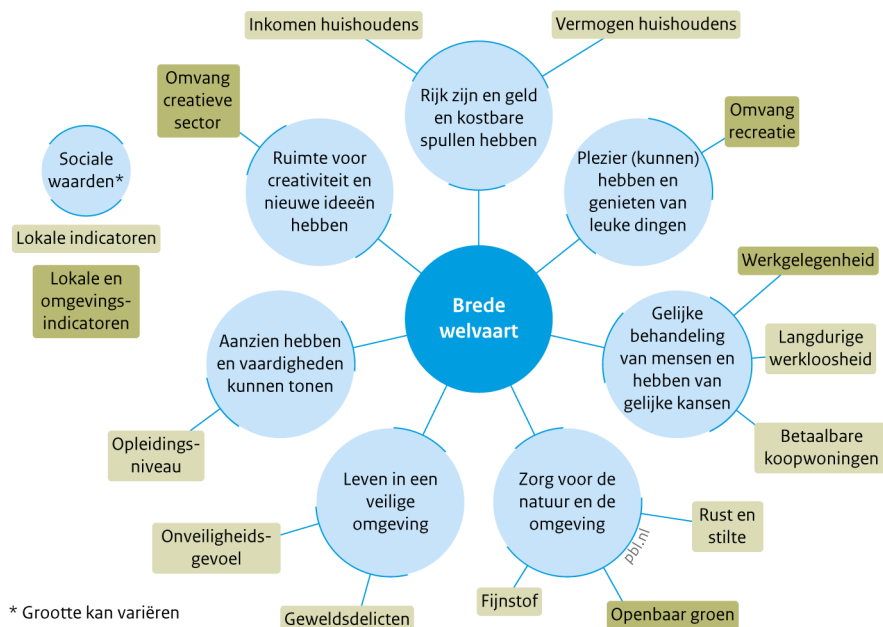 Inkomen huishoudens
Vermogen huishoudens
Rijk zijn en geld
en kostbare
spullen hebben
Omvang
creatieve
sector
Ruimte voor
creativiteit en
nieuwe ideeën
hebben
Omvang
recreatie
Plezier (kunnen)
hebben en
genieten van
leuke dingen
Sociale
waarden*
Lokale indicatoren
Lokale en
omgevings-
indicatoren
Brede
welvaart
Werkgelegenheid
Gelijke
behandeling
van mensen en
hebben van
gelijke kansen
Langdurige
werkloosheid
Betaalbare
koopwoningen
Aanzien hebben
en vaardigheden
kunnen tonen
Opleidings-
niveau
Leven in een
veilige
omgeving
Onveiligheids-
gevoel
Geweldsdelicten
Zorg voor de
natuur en de
omgeving
Rust en
stilte
Fijnstof
Openbaar groen
pbl.nl
* Grootte kan variëren